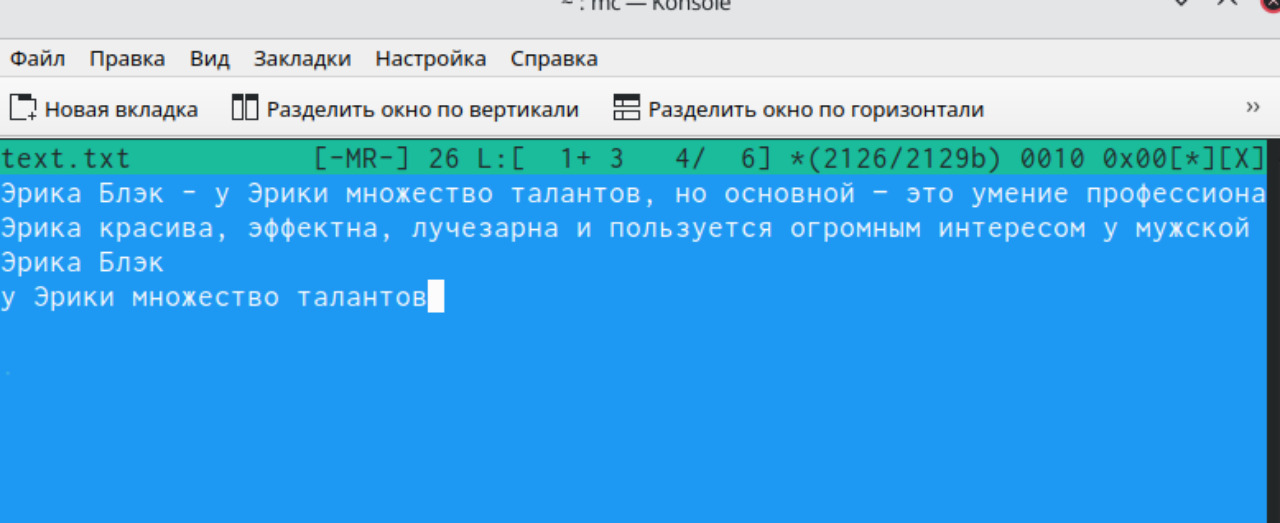 ~ : mc — Konsole
Файл Правка Вид Закладки Настройка Справка
Новая вкладка Разделить окно по вертикали Разделить окно по горизонтали »
text.txt [-MR-] 26 L:[ 1+ 3 4/ 6] *(2126/2129b) 0010 0x00[*][X]
Эрика Блэк - у Эрики множество талантов, но основной – это умение профессиона
Эрика красива, эффектна, лучезарна и пользуется огромным интересом у мужской
Эрика Блэк
у Эрики множество талантов